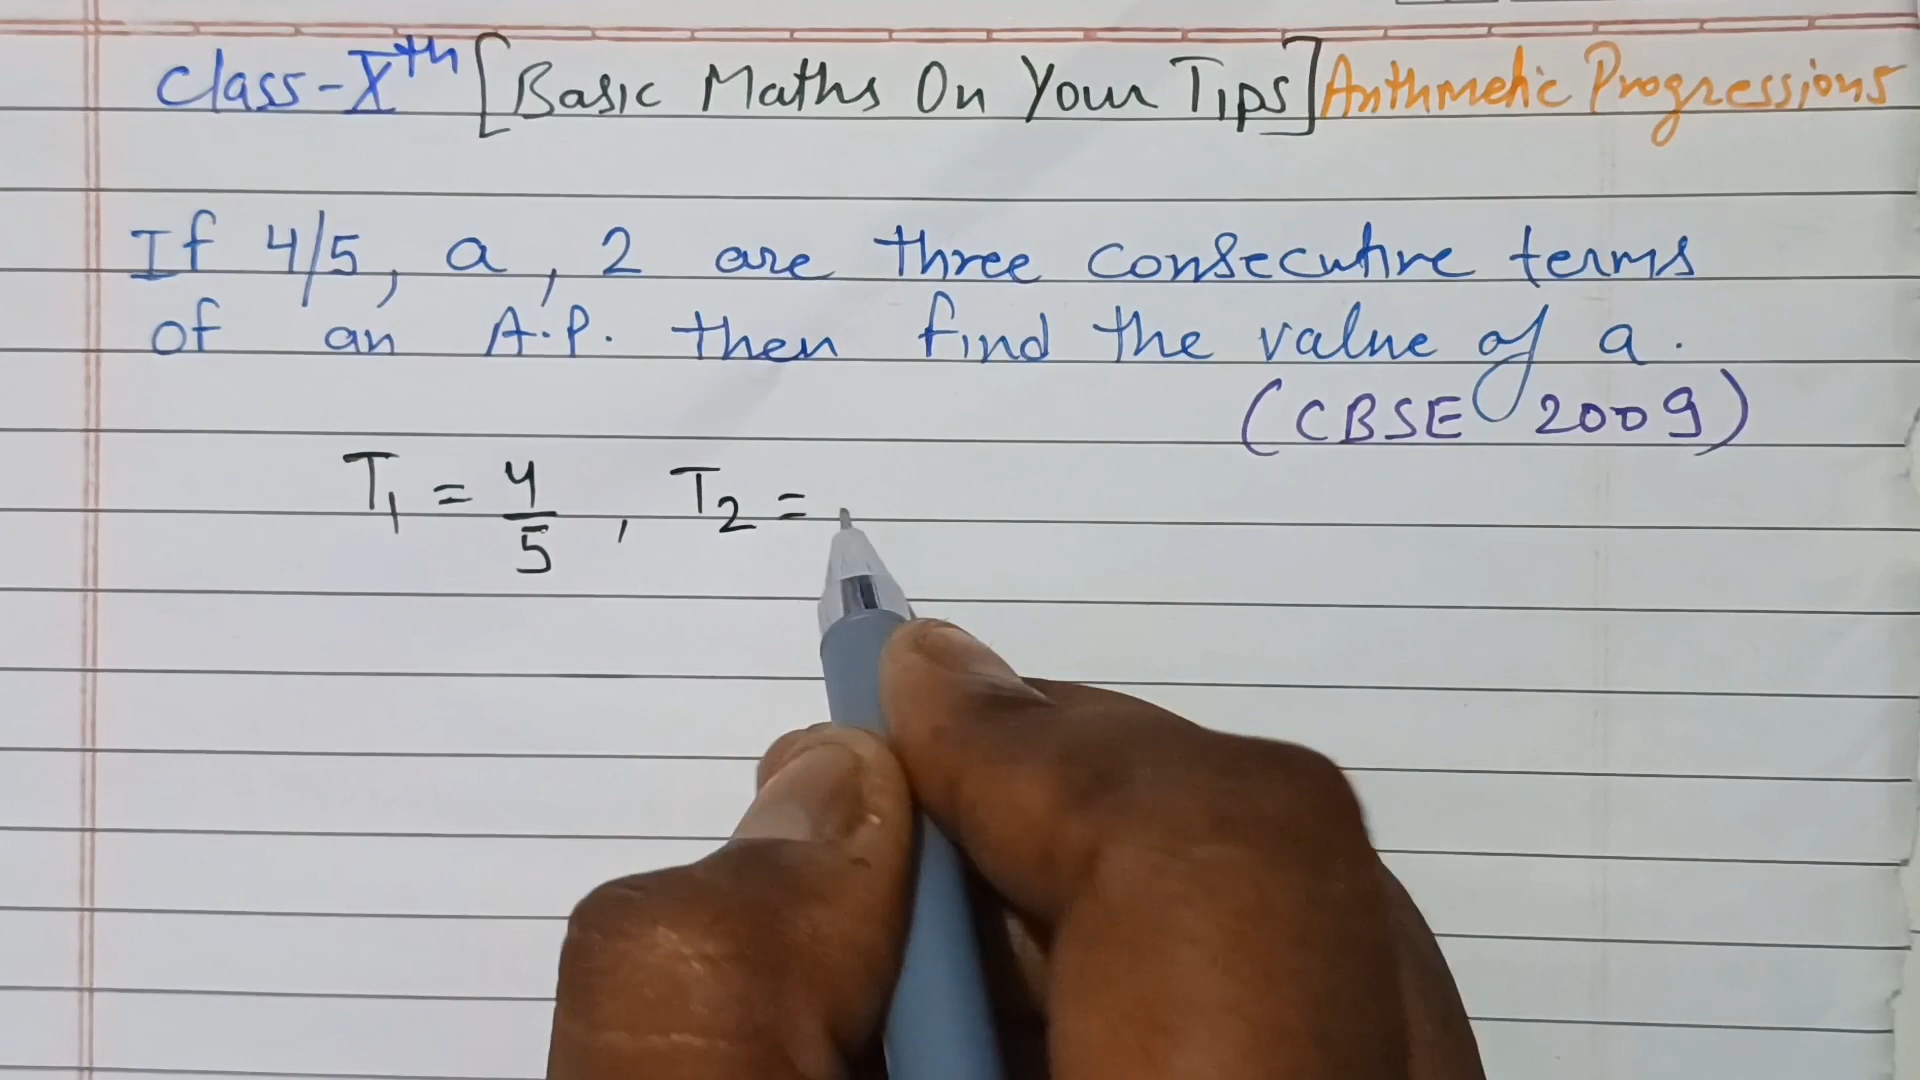 Class-Xth [Basic Maths On Your Tips] Arithmetic Progressions
If 4/5, a, 2 are three consecutive terms
of an A.P. then find the value of a.
(CBSE 2009)
T1 = 4/5, T2 =